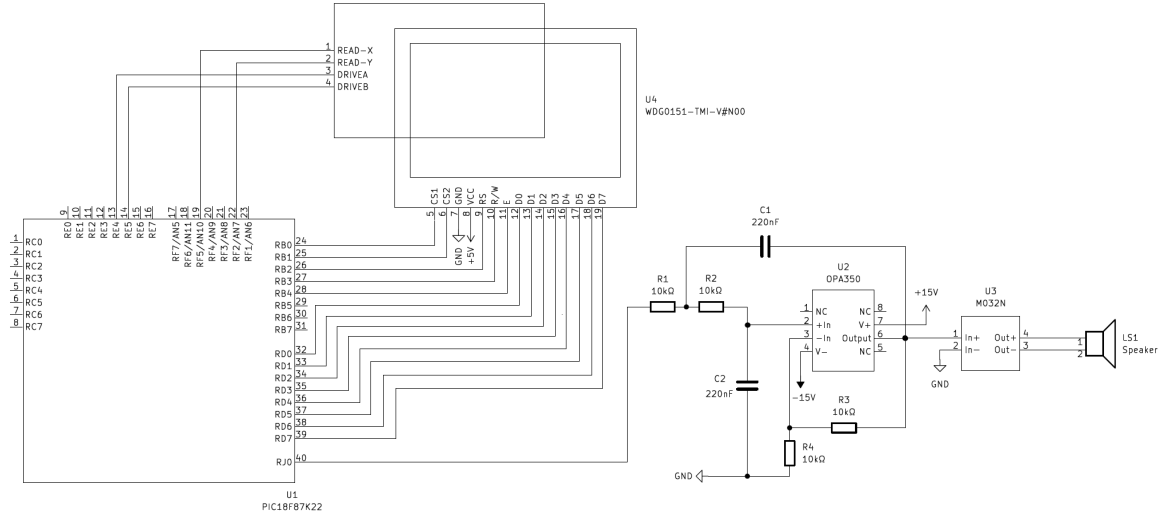 1 READ-X
2 READ-Y
3 DRIVEA
4 DRIVEB
U4
WDG0151-TMI-V#N00
CS1 CS2 GND VCC RS R/W E D0 D1 D2 D3 D4 D5 D6 D7
5 6 7 8 9 10 11 12 13 14 15 16 17 18 19
GND +5V
9 10 11 12 13 14 15 16 17 18 19 20 21 22 23
RE0 RE1 RE2 RE3 RE4 RE5 RE6 RE7 RF7/AN5 RF6/AN11 RF5/AN10 RF4/AN9 RF3/AN8 RF2/AN7 RF1/AN6
1 RC0
2 RC1
3 RC2
4 RC3
5 RC4
6 RC5
7 RC6
8 RC7
RB0 24
RB1 25
RB2 26
RB3 27
RB4 28
RB5 29
RB6 30
RB7 31
RD0 32
RD1 33
RD2 34
RD3 35
RD4 36
RD5 37
RD6 38
RD7 39
RJ0 40
U1
PIC18F87K22
C1
220nF
R1
10kΩ
R2
10kΩ
C2
220nF
U2
OPA350
1 NC NC 8
2 +In V+ 7
3 −In Output 6
4 V− NC 5
+15V
-15V
R3
10kΩ
R4
10kΩ
GND
U3
M032N
1 In+ Out+ 4
2 In− Out− 3
GND
1
2
LS1
Speaker